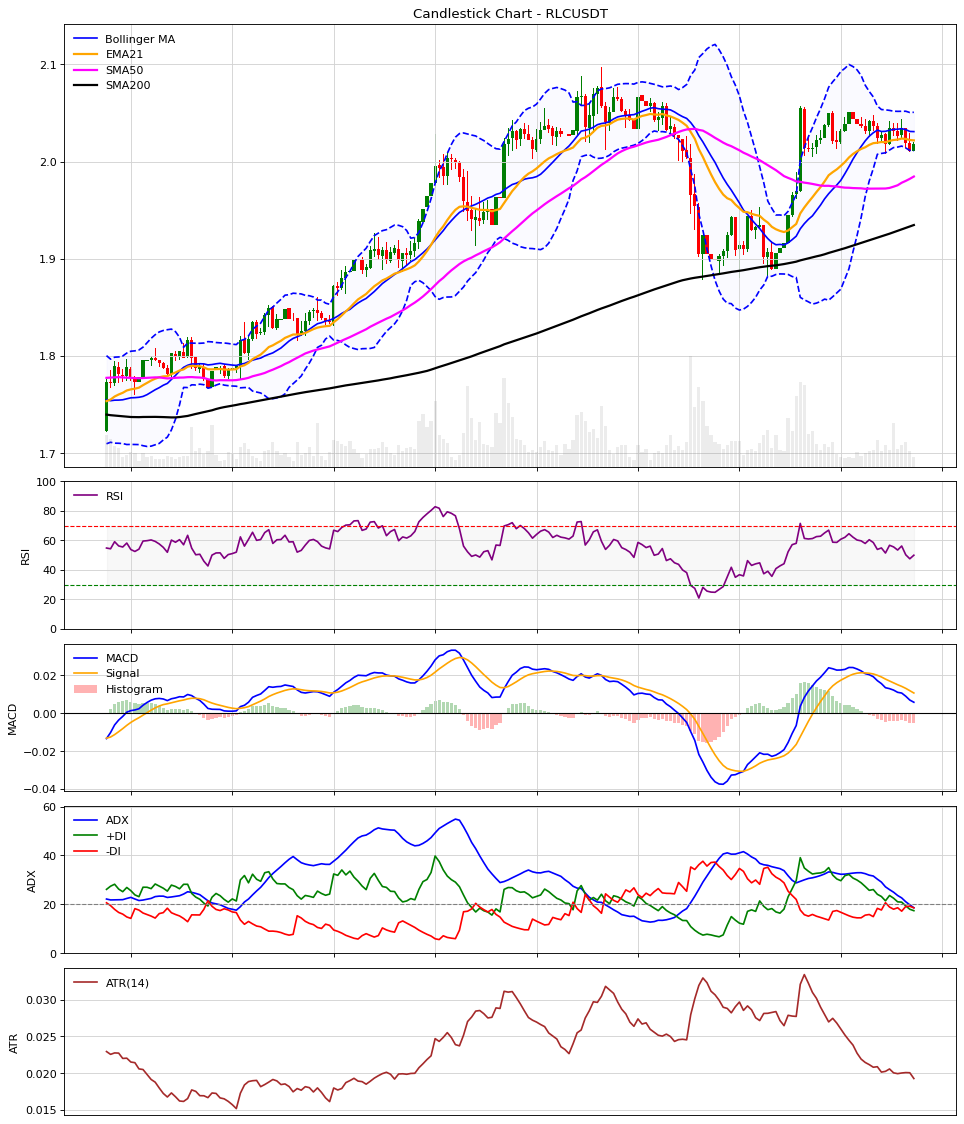 Candlestick Chart - RLCUSDT
Bollinger MA
EMA21
SMA50
SMA200
2.1
2.0
1.9
1.8
1.7
RSI
RSI
100
80
60
40
20
0
MACD
Signal
Histogram
MACD
0.02
0.00
−0.02
−0.04
ADX
+DI
-DI
ADX
60
40
20
0
ATR(14)
ATR
0.030
0.025
0.020
0.015